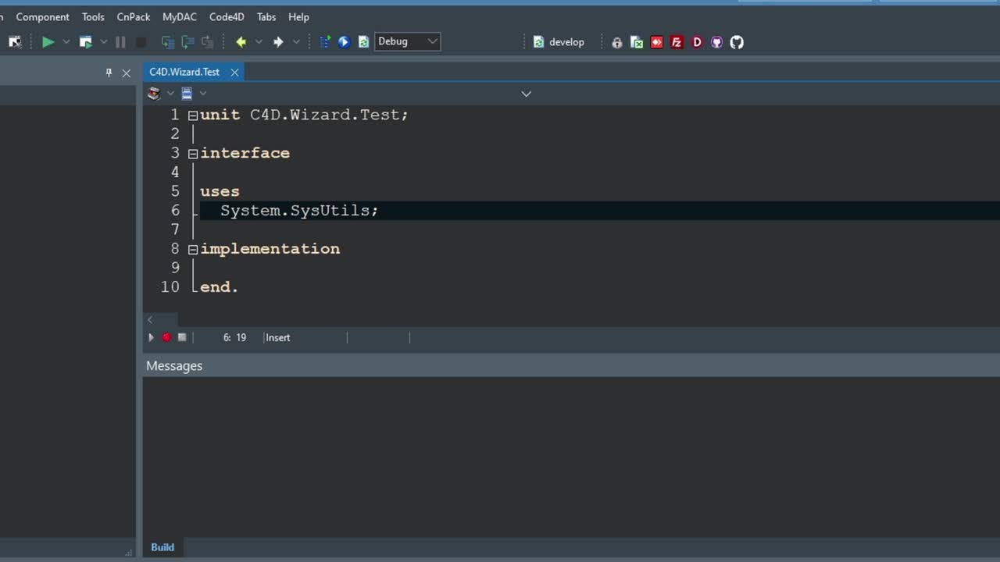 Component Tools CnPack MyDAC Code4D Tabs Help
Debug develop
C4D.Wizard.Test
1 unit C4D.Wizard.Test;
2
3 interface
4
5 uses
6 System.SysUtils;
7
8 implementation
9
10 end.
6: 19 Insert
Messages
Build